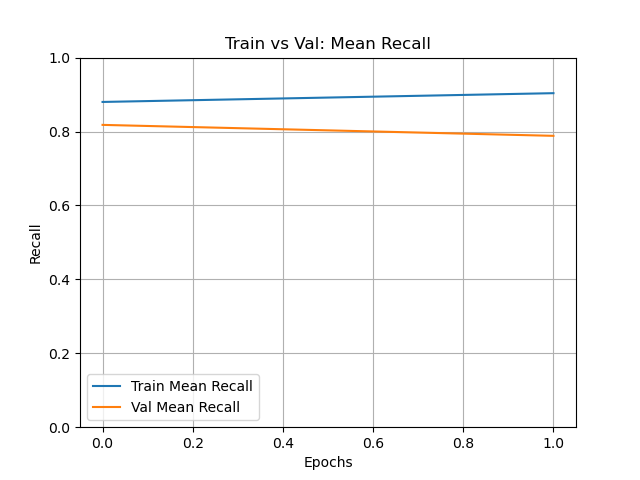 Train vs Val: Mean Recall
1.0
0.8
0.6
0.4
0.2
0.0
Recall
Train Mean Recall
Val Mean Recall
0.0 0.2 0.4 0.6 0.8 1.0
Epochs